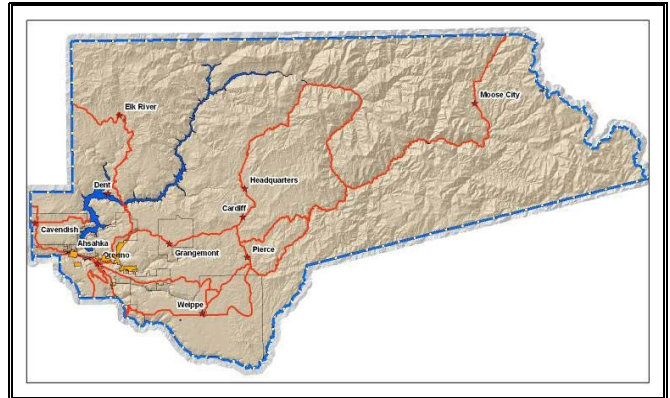 Elk River
Moose City
Headquarters
Dent
Cardiff
Cavendish
Ahsahka
Orofino
Grangemont
Pierce
Weippe